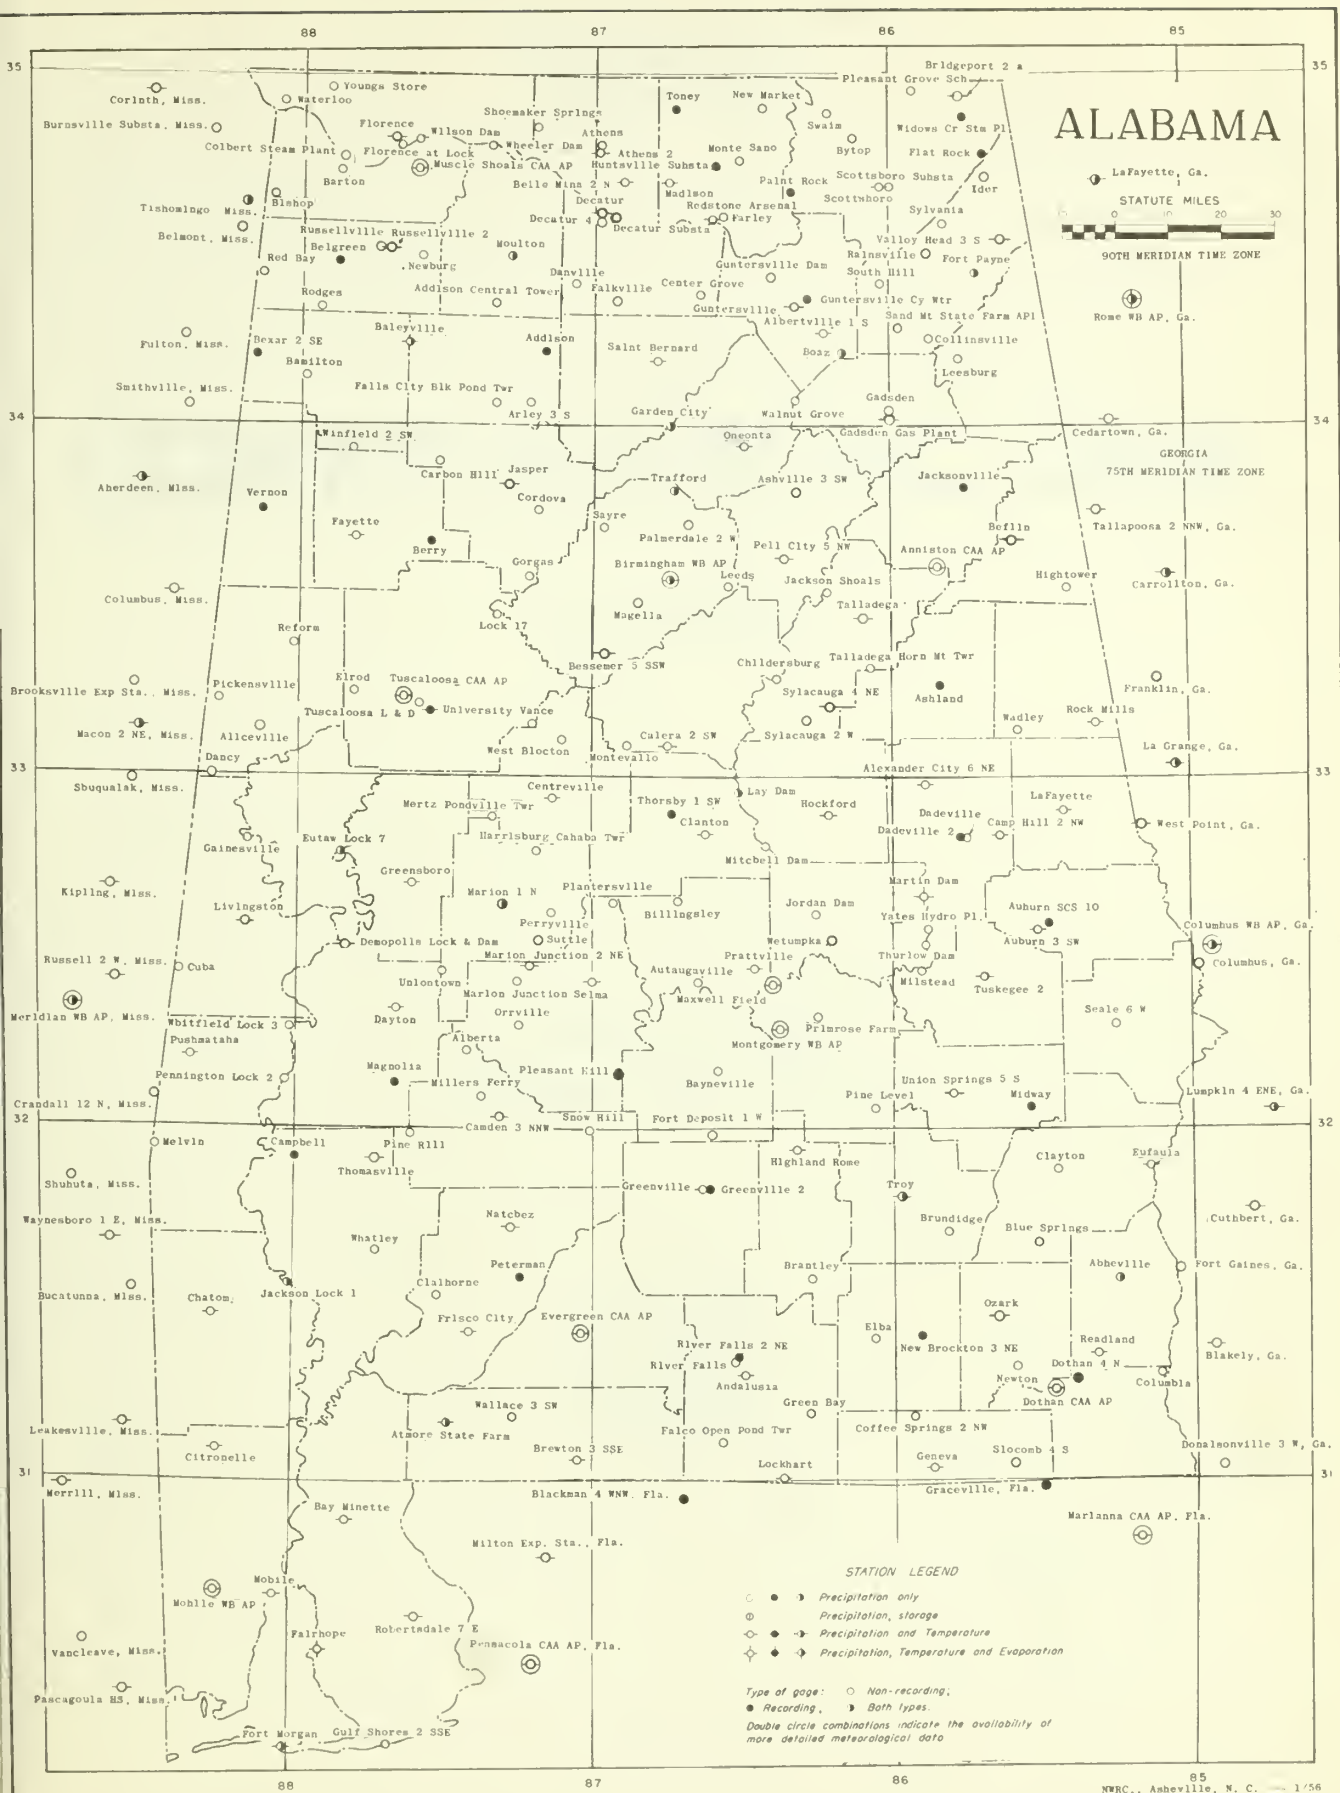 88 87 86 85
35 35
Bridgeport 2
Pleasant Grove Sch.
Youngs Store
Corinth, Miss.
Waterloo
Toney
New Market
ALABAMA
Burnsville Substa, Miss.
Shoemaker Springs
Florence
Wilson Dam
Athens
Swaim
Widows Cr Stm Pl
Colbert Steam Plant
Florence at Lock
Wheeler Dam
Athens 2
Monte Sano
Bytop
Flat Rock
Muscle Shoals CAA AP
Huntsville Substa
Barton
Belle Mina 2 N
Madison
Paint Rock
Scottsboro Substa
Ider
LaFayette, Ga.
Bishop
Decatur
Redstone Arsenal
Scottsboro
STATUTE MILES
0 10 20 30
Tishomingo Miss.
Decatur 4
Farley
Sylvania
Belmont, Miss.
Russellville Russellville 2
Decatur Substa
Valley Head 3 S
90TH MERIDIAN TIME ZONE
Belgreen
Moulton
Rainsville
Red Bay
Newburg
Danville
Guntersville Dam
South Hill
Fort Payne
Hodges
Addison Central Tower
Falkville
Center Grove
Guntersville Cy Wtr
Guntersville
Sand Mt State Farm AP1
Rome WB AP, Ga.
Haleyville
Albertville 1 S
Fulton, Miss.
Bexar 2 SE
Addison
Saint Bernard
Boaz
Collinsville
Hamilton
Leesburg
Smithville, Miss.
Falls City Blk Pond Twr
Gadsden
Arley 3 S
Garden City
Walnut Grove
34 34
Winfield 2 SW
Oneonta
Gadsden Gas Plant
Cedartown, Ga.
GEORGIA
75TH MERIDIAN TIME ZONE
Carbon Hill
Jasper
Trafford
Ashville 3 SW
Jacksonville
Aberdeen, Miss.
Vernon
Cordova
Sayre
Fayette
Heflin
Tallapoosa 2 NNW, Ga.
Berry
Palmerdale 2 W
Pell City 5 NW
Anniston CAA AP
Gorgas
Birmingham WB AP
Leeds
Jackson Shoals
Hightower
Carrollton, Ga.
Columbus, Miss.
Magella
Talladega
Reform
Lock 17
Bessemer 5 SSW
Childersburg
Talladega Horn Mt Twr
Brooksville Exp Sta., Miss.
Pickensville
Elrod
Tuscaloosa CAA AP
Sylacauga 4 NE
Ashland
Franklin, Ga.
Tuscaloosa L & D
University Vance
Rock Mills
Wadley
Macon 2 NE, Miss.
Aliceville
West Blocton
Calera 2 SW
Sylacauga 2 W
La Grange, Ga.
Dancy
Montevallo
33 33
Alexander City 6 NE
Shuqualak, Miss.
Centreville
Thorsby 1 SW
Lay Dam
LaFayette
Mertz Pondville Twr
Hockford
Dadeville
Gainesville
Eutaw Lock 7
Harrisburg Cahaba Twr
Clanton
Dadeville 2
Camp Hill 2 NW
West Point, Ga.
Mitchell Dam
Kipling, Miss.
Greensboro
Marion 1 N
Plantersville
Martin Dam
Livingston
Billingsley
Jordan Dam
Auburn SCS 10
Perryville
Yates Hydro Pl.
Columbus WB AP, Ga.
Demopolis Lock & Dam
Suttle
Wetumpka
Auburn 3 SW
Russell 2 W, Miss.
Cuba
Marion Junction 2 NE
Prattville
Thurlow Dam
Columbus, Ga.
Uniontown
Autaugaville
Milstead
Marion Junction Selma
Maxwell Field
Tuskegee 2
Meridian WB AP, Miss.
Dayton
Whitfield Lock 3
Orrville
Primrose Farm
Seale 6 W
Pushmataha
Alberta
Montgomery WB AP
Magnolia
Pleasant Hill
Bayneville
Pennington Lock 2
Millers Ferry
Union Springs 5 S
Crandall 12 N, Miss.
Pine Level
Midway
Lumpkin 4 ENE, Ga.
32 32
Camden 3 NNW
Snow Hill
Fort Deposit 1 W
Melvin
Campbell
Pine Hill
Highland Home
Clayton
Eufaula
Shubuta, Miss.
Thomasville
Greenville
Greenville 2
Troy
Waynesboro 1 E, Miss.
Natchez
Brundidge
Blue Springs
Cuthbert, Ga.
Whatley
Peterman
Brantley
Abbeville
Fort Gaines, Ga.
Bucatunna, Miss.
Chatom
Jackson Lock 1
Claiborne
Ozark
Frisco City
Evergreen CAA AP
Elba
River Falls 2 NE
New Brockton 3 NE
Headland
Blakely, Ga.
River Falls
Dothan 4 N
Andalusia
Newton
Columbia
Wallace 3 SW
Green Bay
Dothan CAA AP
Leakesville, Miss.
Atmore State Farm
Falco Open Pond Twr
Coffee Springs 2 NW
Citronelle
Brewton 3 SSE
Slocomb 4 S
Donalsonville 3 W, Ga.
Geneva
31 31
Lockhart
Merrill, Miss.
Blackman 4 WNW, Fla.
Graceville, Fla.
Bay Minette
Marianna CAA AP, Fla.
Milton Exp. Sta., Fla.
STATION LEGEND
Precipitation only
Precipitation, storage
Precipitation and Temperature
Precipitation, Temperature and Evaporation
Mobile
Mobile WB AP
Robertsdale 7 E
Fairhope
Pensacola CAA AP, Fla.
Vancleave, Miss.
Pascagoula HS, Miss.
Type of gage: Non-recording;
Recording, Both types.
Double circle combinations indicate the availability of
more detailed meteorological data
Fort Morgan
Gulf Shores 2 SSE
88 87 86 85
NWRC., Asheville, N. C. — 1/56